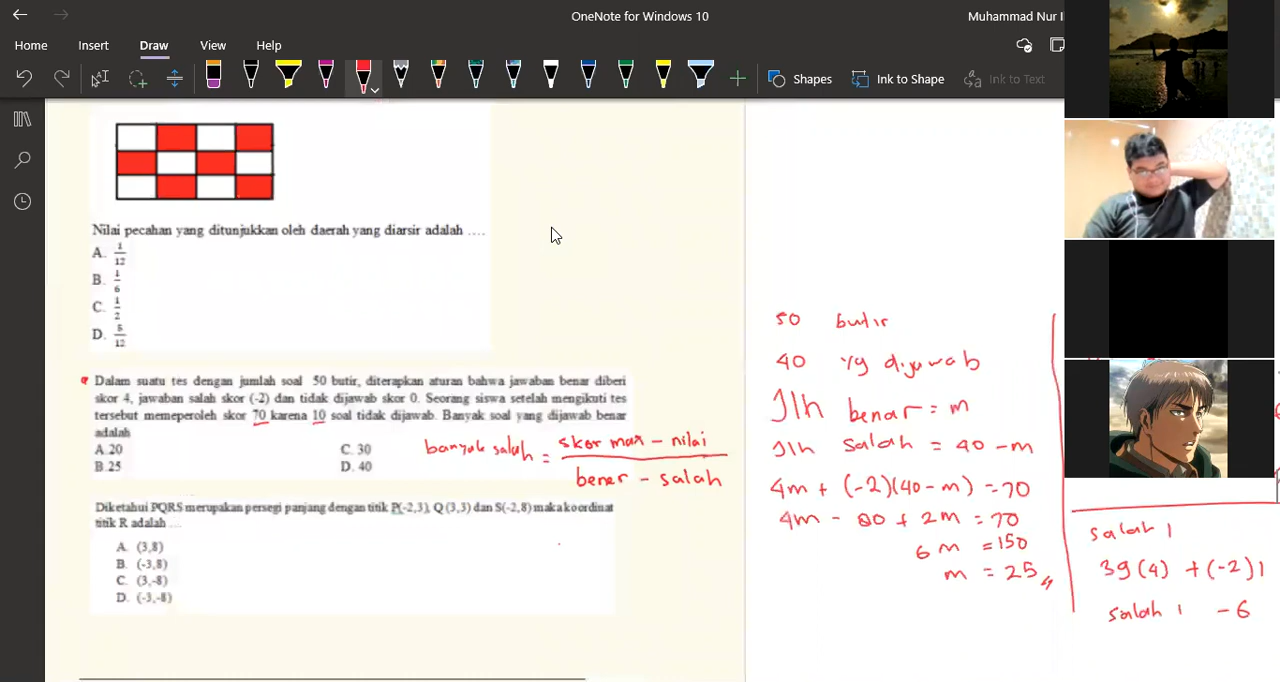 OneNote for Windows 10
Muhammad Nur I
Home Insert Draw View Help
Shapes Ink to Shape Ink to Text
Nilai pecahan yang ditunjukkan oleh daerah yang diarsir adalah ....
A. 1/12
B. 1/6
C. 1/2
D. 5/12
Dalam suatu tes dengan jumlah soal 50 butir, diterapkan aturan bahwa jawaban benar diberi
skor 4, jawaban salah skor (-2) dan tidak dijawab skor 0. Seorang siswa setelah mengikuti tes
tersebut memeperoleh skor 70 karena 10 soal tidak dijawab. Banyak soal yang dijawab benar
adalah
A.20 C. 30
B.25 D. 40
banyak salah = skor max - nilai
benar - salah
Diketahui PQRS merupakan persegi panjang dengan titik P(-2,3), Q (3,3) dan S(-2,8) maka koordinat
titik R adalah ....
A. (3,8)
B. (-3,8)
C. (3,-8)
D. (-3,-8)
50 butir
40 yg dijawab
Jlh benar = m
Jlh salah = 40 - m
4m + (-2)(40 - m) = 70
4m - 80 + 2m = 70
6m = 150
m = 25
salah 1
39(4) + (-2)1
salah 1 -6